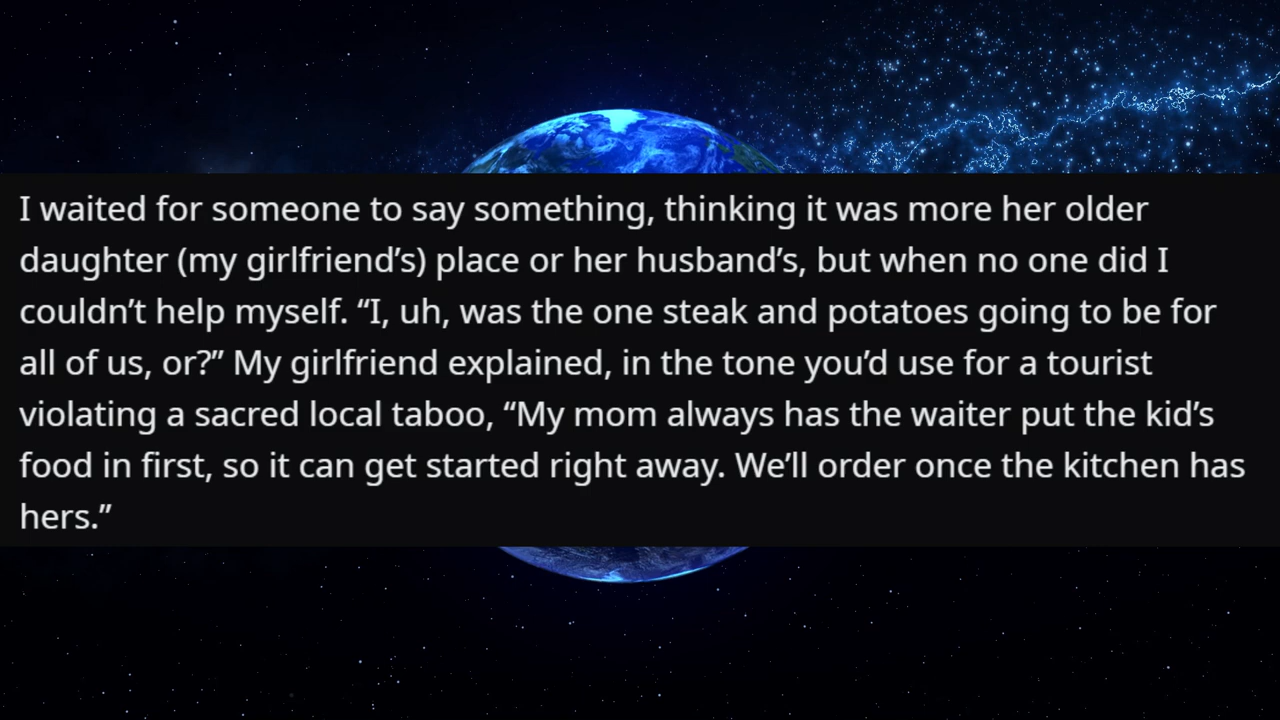 I waited for someone to say something, thinking it was more her older
daughter (my girlfriend’s) place or her husband’s, but when no one did I
couldn’t help myself. “I, uh, was the one steak and potatoes going to be for
all of us, or?” My girlfriend explained, in the tone you’d use for a tourist
violating a sacred local taboo, “My mom always has the waiter put the kid’s
food in first, so it can get started right away. We’ll order once the kitchen has
hers.”